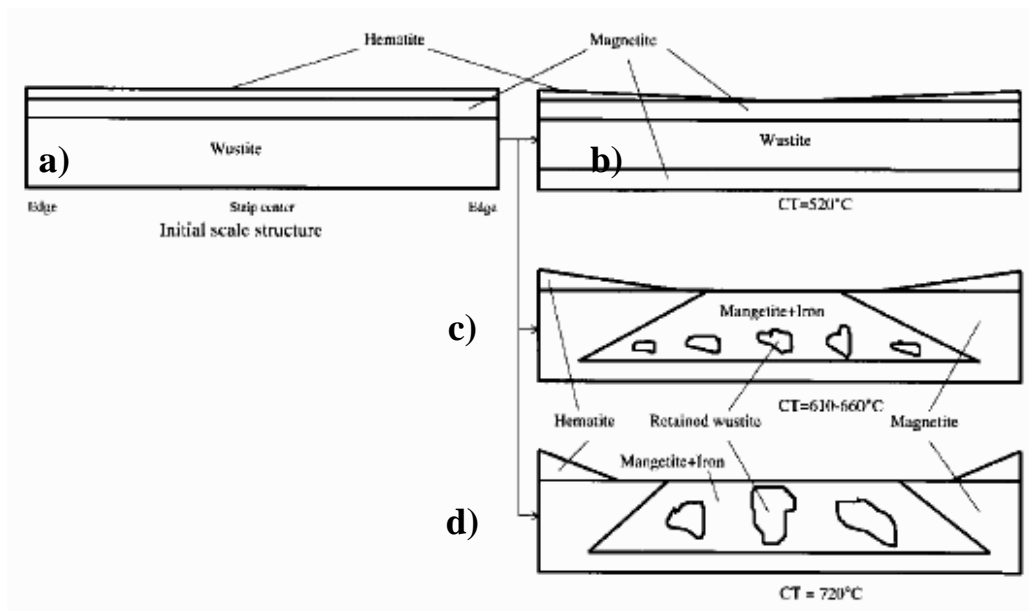 Hematite
Magnetite
a)
Wustite
Edge
Strip center
Edge
Initial scale structure
b)
Wustite
CT=520°C
c)
Mangetite+Iron
CT=610-660°C
Hematite
Retained wustite
Magnetite
d)
Mangetite+Iron
CT = 720°C